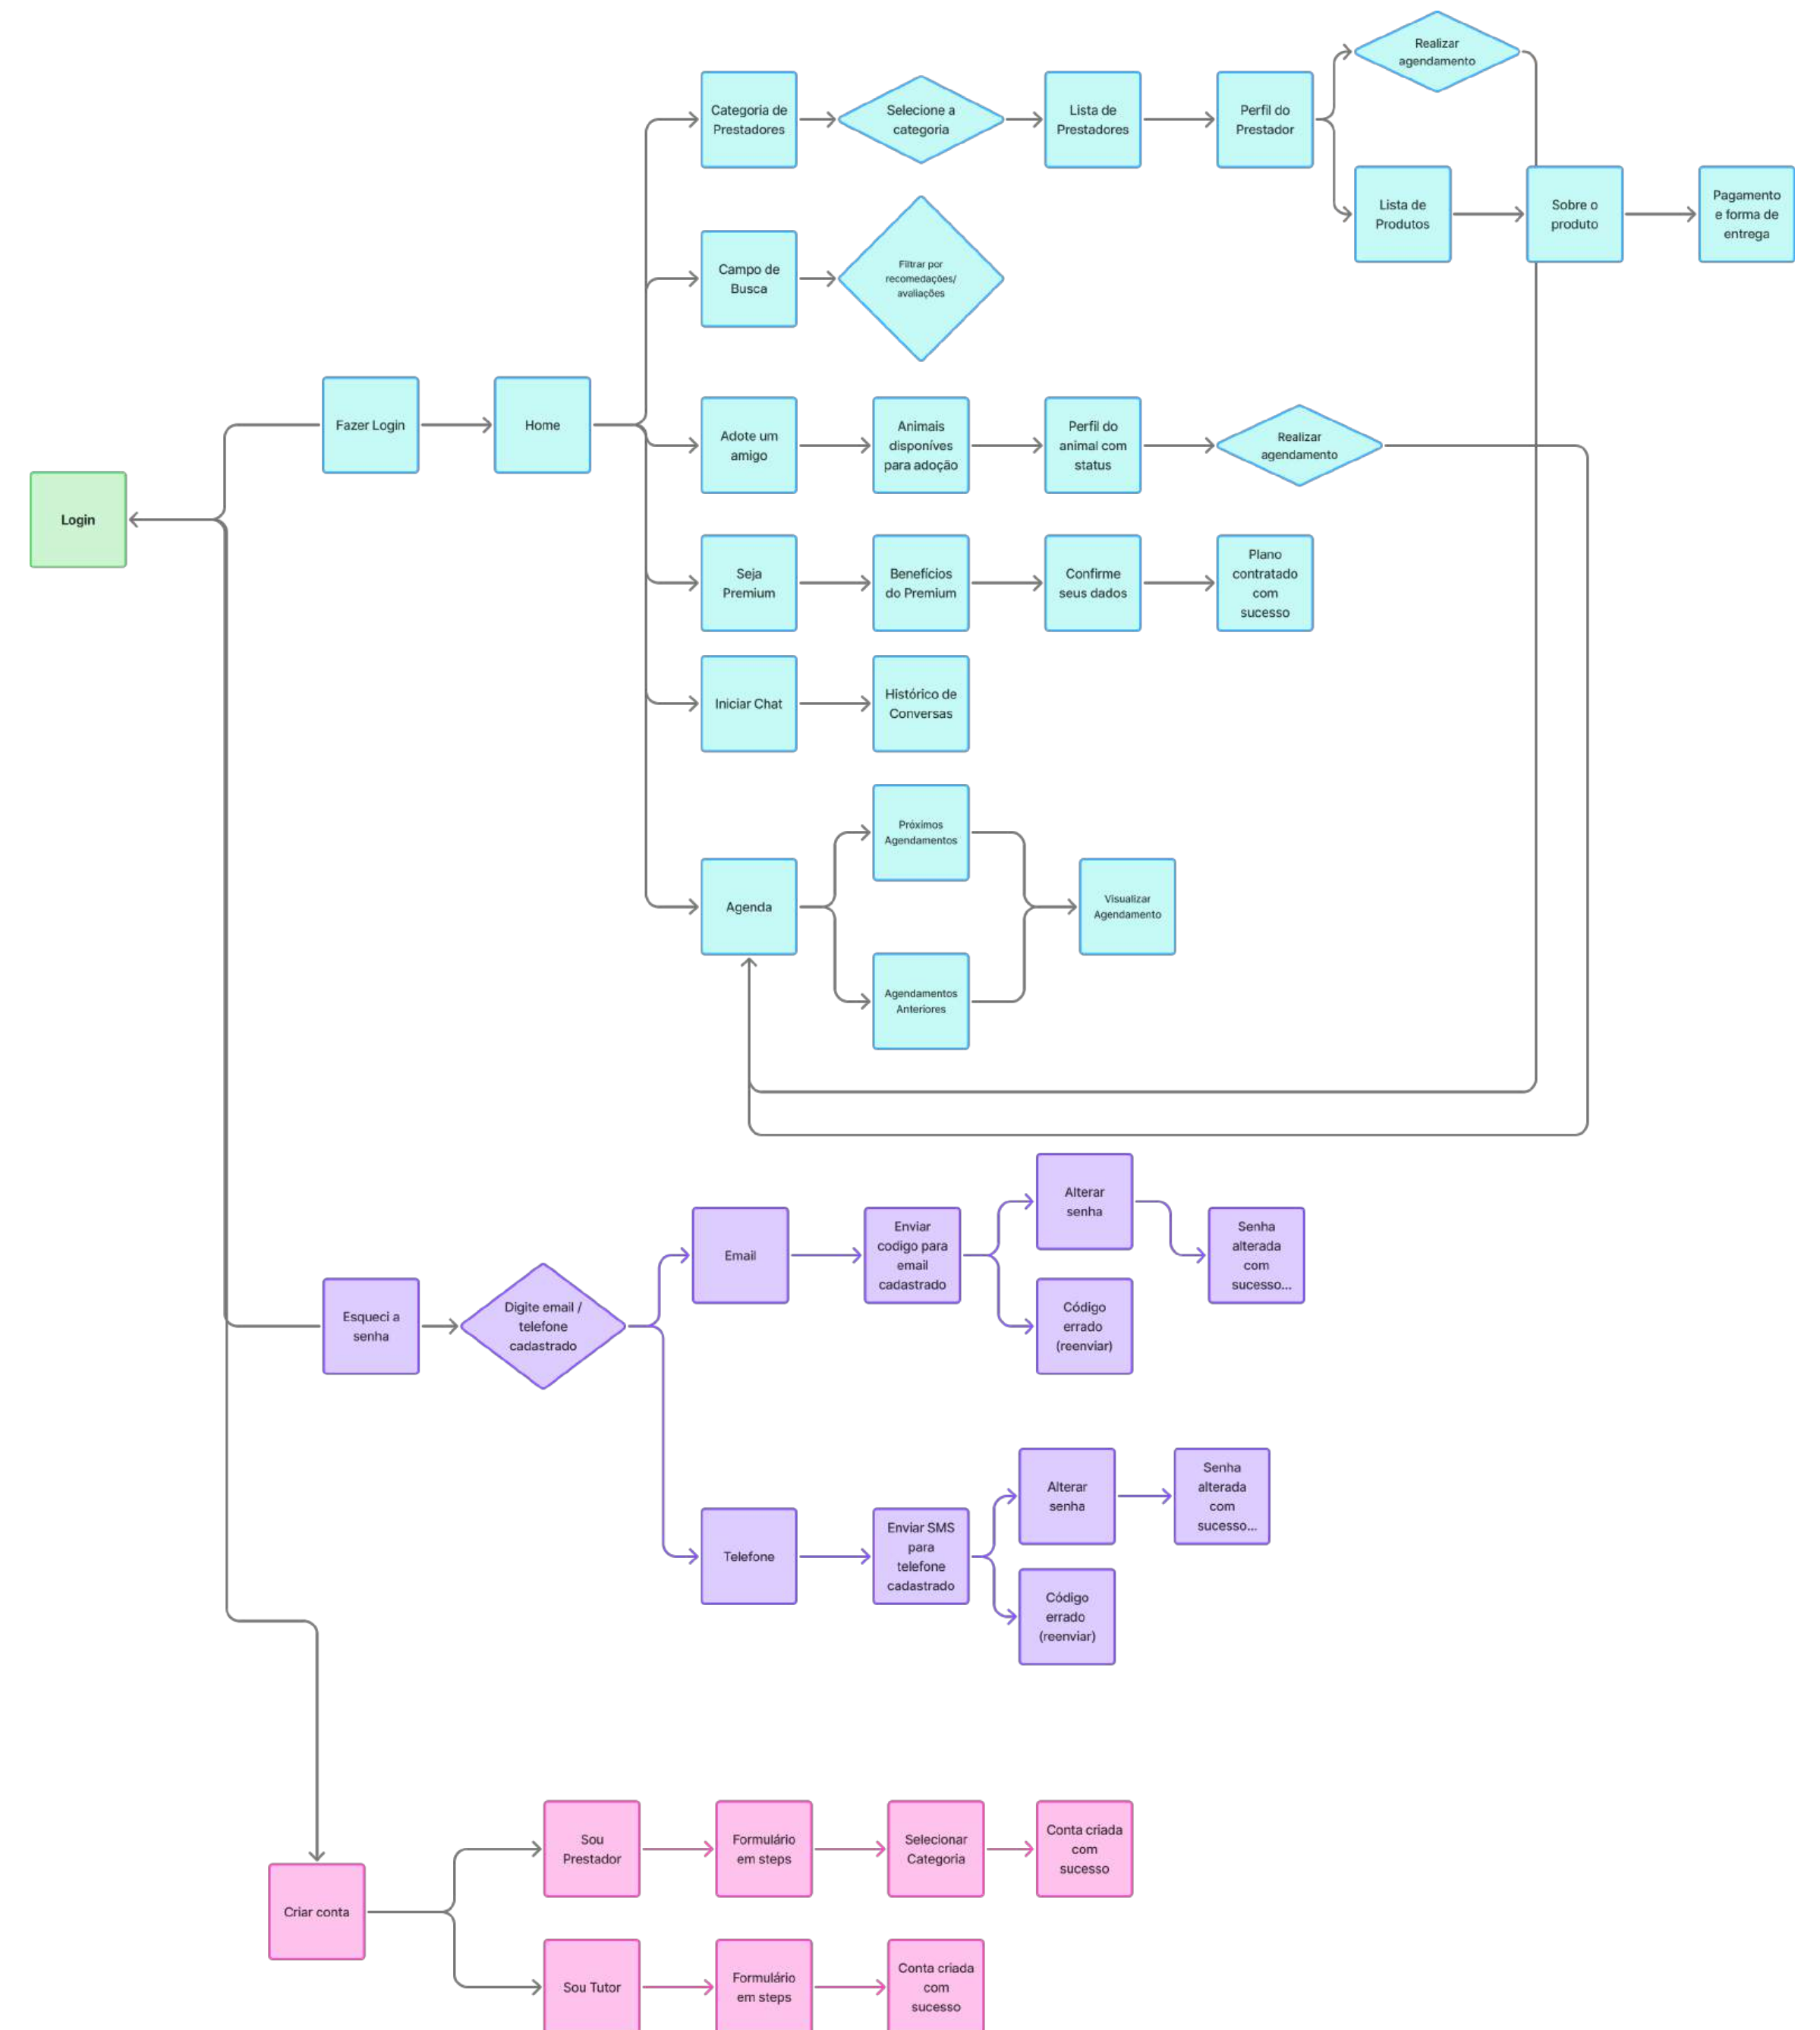 Realizar
agendamento
Categoria de
Prestadores
Selecione a
categoria
Lista de
Prestadores
Perfil do
Prestador
Lista de
Produtos
Sobre o
produto
Pagamento
e forma de
entrega
Campo de
Busca
Filtrar por
recomedações/
avaliações
Fazer Login
Home
Adote um
amigo
Animais
disponíves
para adoção
Perfil do
animal com
status
Realizar
agendamento
Login
Seja
Premium
Benefícios
do Premium
Confirme
seus dados
Plano
contratado
com
sucesso
Iniciar Chat
Histórico de
Conversas
Próximos
Agendamentos
Agenda
Visualizar
Agendamento
Agendamentos
Anteriores
Alterar
senha
Email
Enviar
codigo para
email
cadastrado
Senha
alterada
com
sucesso...
Esqueci a
senha
Digite email /
telefone
cadastrado
Código
errado
(reenviar)
Alterar
senha
Senha
alterada
com
sucesso...
Telefone
Enviar SMS
para
telefone
cadastrado
Código
errado
(reenviar)
Sou
Prestador
Formulário
em steps
Selecionar
Categoria
Conta criada
com
sucesso
Criar conta
Sou Tutor
Formulário
em steps
Conta criada
com
sucesso